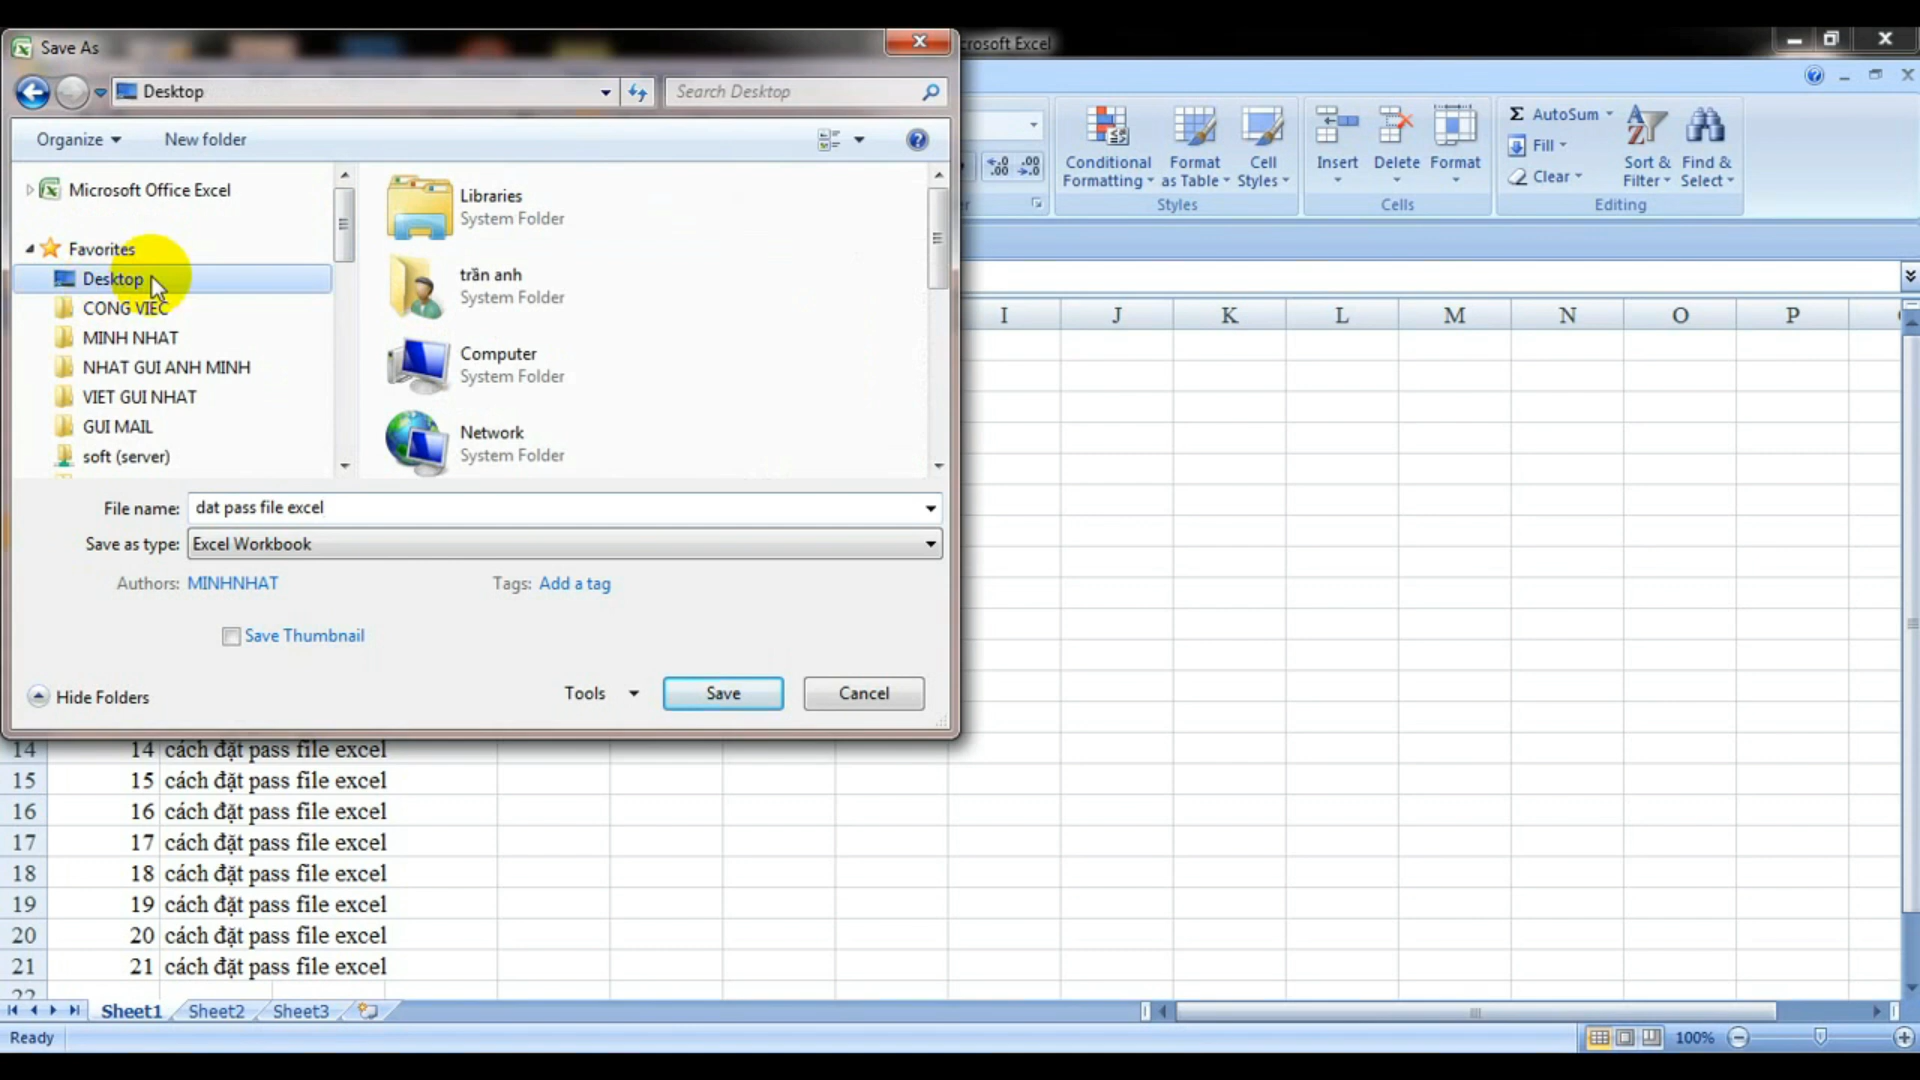 Save As
crosoft Excel
Desktop
Search Desktop
Organize
New folder
Microsoft Office Excel
Favorites
Desktop
CONG VIEC
MINH NHAT
NHAT GUI ANH MINH
VIET GUI NHAT
GUI MAIL
soft (server)
Libraries
System Folder
trần anh
System Folder
Computer
System Folder
Network
System Folder
File name: dat pass file excel
Save as type: Excel Workbook
Authors: MINHNHAT
Tags: Add a tag
Save Thumbnail
Hide Folders
Tools
Save
Cancel
Conditional Formatting
Format as Table
Cell Styles
Styles
Insert
Delete
Format
Cells
Σ AutoSum
Fill
Clear
Sort & Filter
Find & Select
Editing
I J K L M N O P
14 14 cách đặt pass file excel
15 15 cách đặt pass file excel
16 16 cách đặt pass file excel
17 17 cách đặt pass file excel
18 18 cách đặt pass file excel
19 19 cách đặt pass file excel
20 20 cách đặt pass file excel
21 21 cách đặt pass file excel
22
Sheet1 Sheet2 Sheet3
Ready
100%